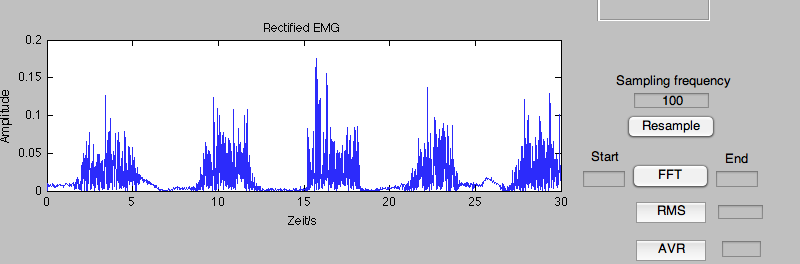 Rectified EMG
0.2
0.15
0.1
0.05
0
Amplitude
0 5 10 15 20 25 30
Zeit/s
Sampling frequency
100
Resample
Start
FFT
End
RMS
AVR